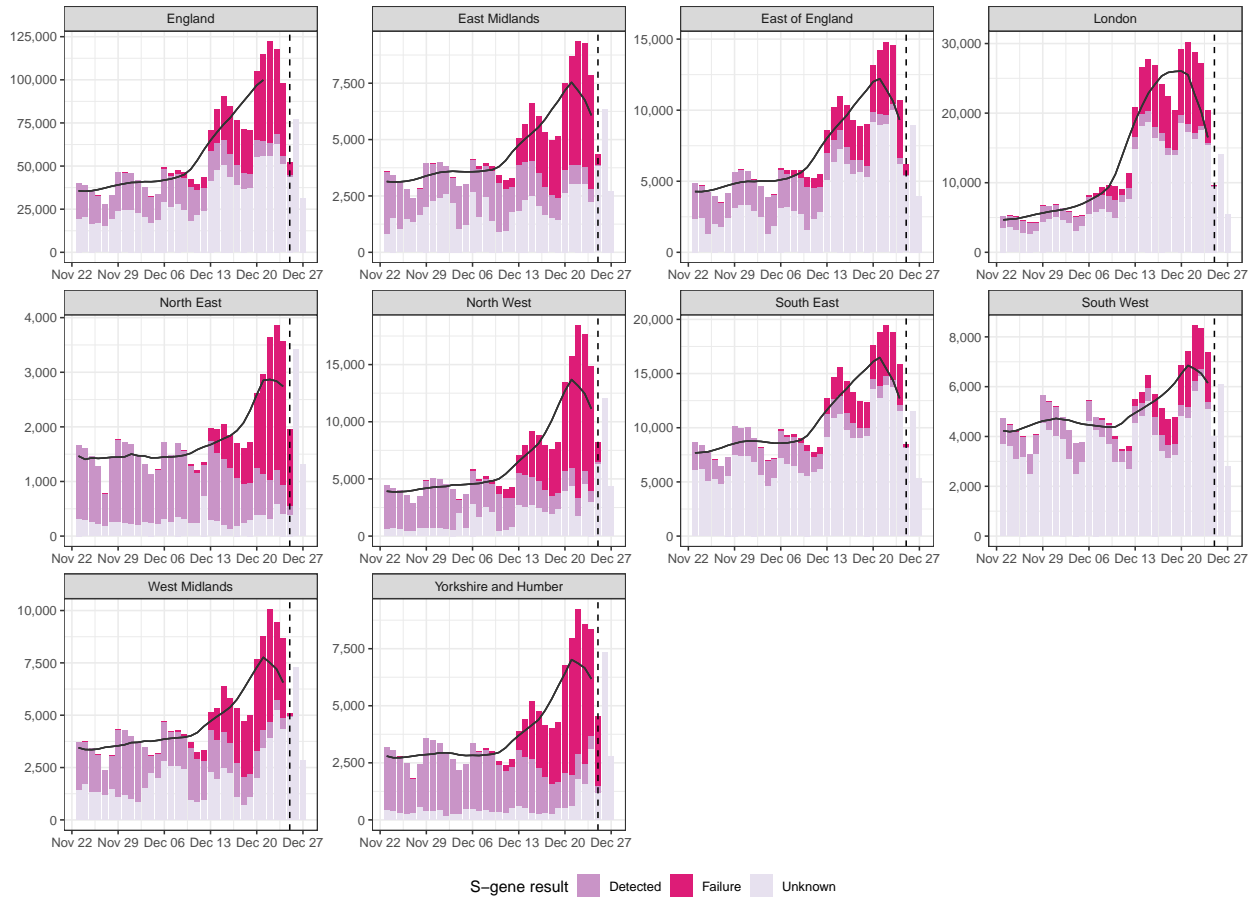 England
East Midlands
East of England
London
125,000
100,000
75,000
50,000
25,000
0
7,500
5,000
2,500
0
15,000
10,000
5,000
0
30,000
20,000
10,000
0
Nov 22 Nov 29 Dec 06 Dec 13 Dec 20 Dec 27
Nov 22 Nov 29 Dec 06 Dec 13 Dec 20 Dec 27
Nov 22 Nov 29 Dec 06 Dec 13 Dec 20 Dec 27
Nov 22 Nov 29 Dec 06 Dec 13 Dec 20 Dec 27
North East
North West
South East
South West
4,000
3,000
2,000
1,000
0
15,000
10,000
5,000
0
20,000
15,000
10,000
5,000
0
8,000
6,000
4,000
2,000
0
Nov 22 Nov 29 Dec 06 Dec 13 Dec 20 Dec 27
Nov 22 Nov 29 Dec 06 Dec 13 Dec 20 Dec 27
Nov 22 Nov 29 Dec 06 Dec 13 Dec 20 Dec 27
Nov 22 Nov 29 Dec 06 Dec 13 Dec 20 Dec 27
West Midlands
Yorkshire and Humber
10,000
7,500
5,000
2,500
0
7,500
5,000
2,500
0
Nov 22 Nov 29 Dec 06 Dec 13 Dec 20 Dec 27
Nov 22 Nov 29 Dec 06 Dec 13 Dec 20 Dec 27
S−gene result Detected Failure Unknown